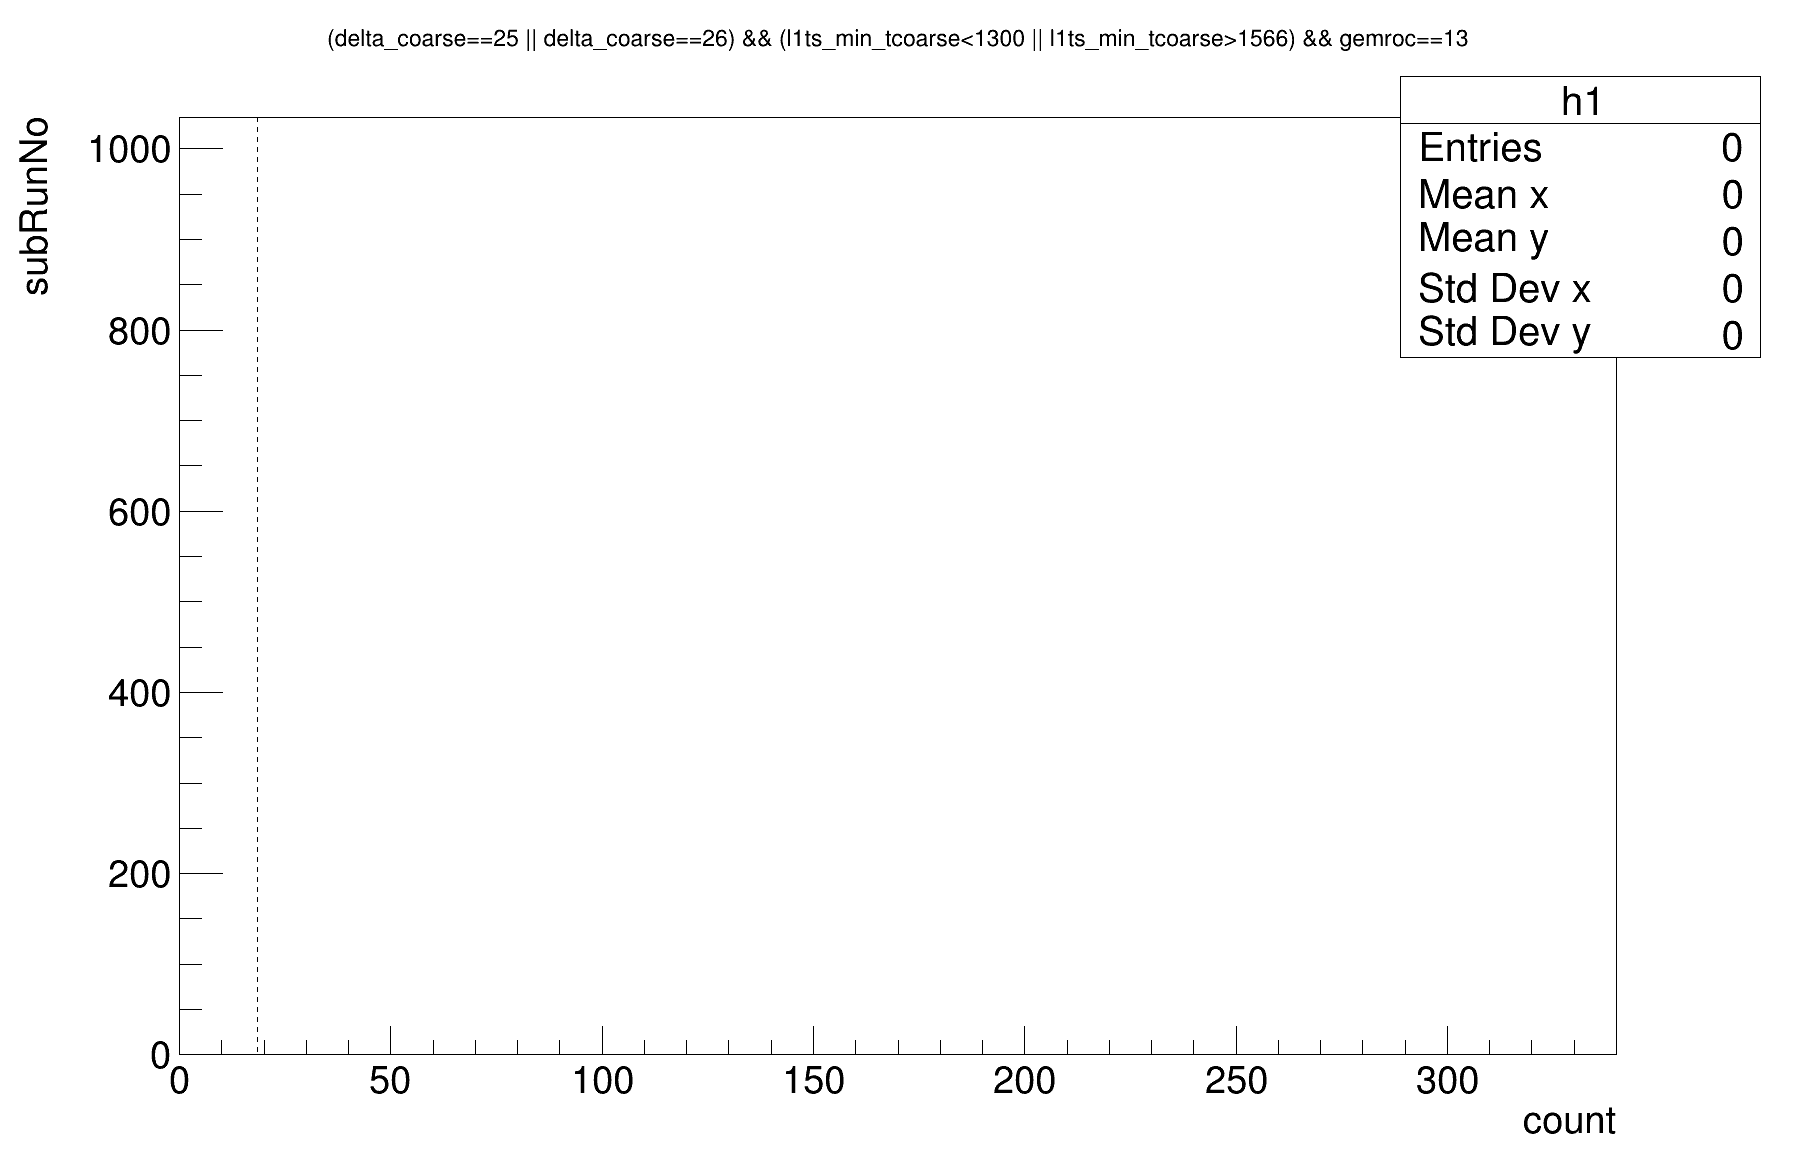 (delta_coarse==25 || delta_coarse==26) && (l1ts_min_tcoarse<1300 || l1ts_min_tcoarse>1566) && gemroc==13
h1
Entries 0
Mean x 0
Mean y 0
Std Dev x 0
Std Dev y 0
subRunNo
1000
800
600
400
200
0
0 50 100 150 200 250 300
count